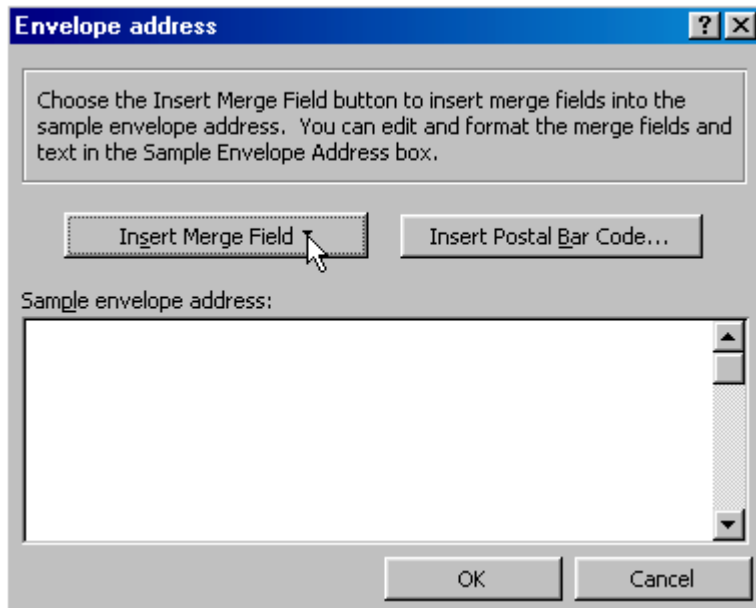 Envelope address
Choose the Insert Merge Field button to insert merge fields into the
sample envelope address. You can edit and format the merge fields and
text in the Sample Envelope Address box.
Insert Merge Field
Insert Postal Bar Code...
Sample envelope address:
OK
Cancel